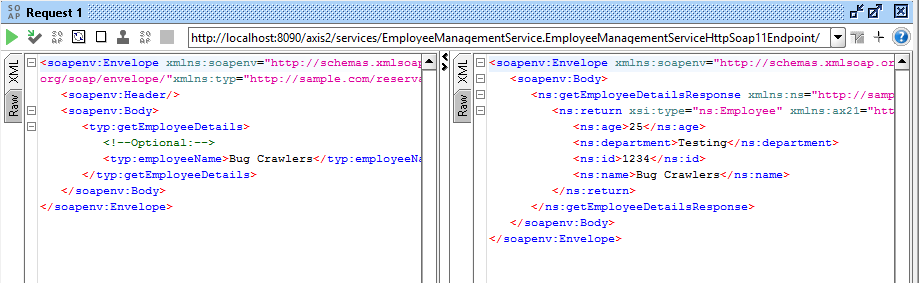 SO AP Request 1
SO AP http://localhost:8090/axis2/services/EmployeeManagementService.EmployeeManagementServiceHttpSoap11Endpoint/
XML
Raw
<soapenv:Envelope xmlns:soapenv="http://schemas.xmlsoap.
org/soap/envelope/"xmlns:typ="http://sample.com/reserva
<soapenv:Header/>
<soapenv:Body>
<typ:getEmployeeDetails>
<!--Optional:-->
<typ:employeeName>Bug Crawlers</typ:employeeNa
</typ:getEmployeeDetails>
</soapenv:Body>
</soapenv:Envelope>
XML
Raw
<soapenv:Envelope xmlns:soapenv="http://schemas.xmlsoap.or
<soapenv:Body>
<ns:getEmployeeDetailsResponse xmlns:ns="http://samp
<ns:return xsi:type="ns:Employee" xmlns:ax21="htt
<ns:age>25</ns:age>
<ns:department>Testing</ns:department>
<ns:id>1234</ns:id>
<ns:name>Bug Crawlers</ns:name>
</ns:return>
</ns:getEmployeeDetailsResponse>
</soapenv:Body>
</soapenv:Envelope>